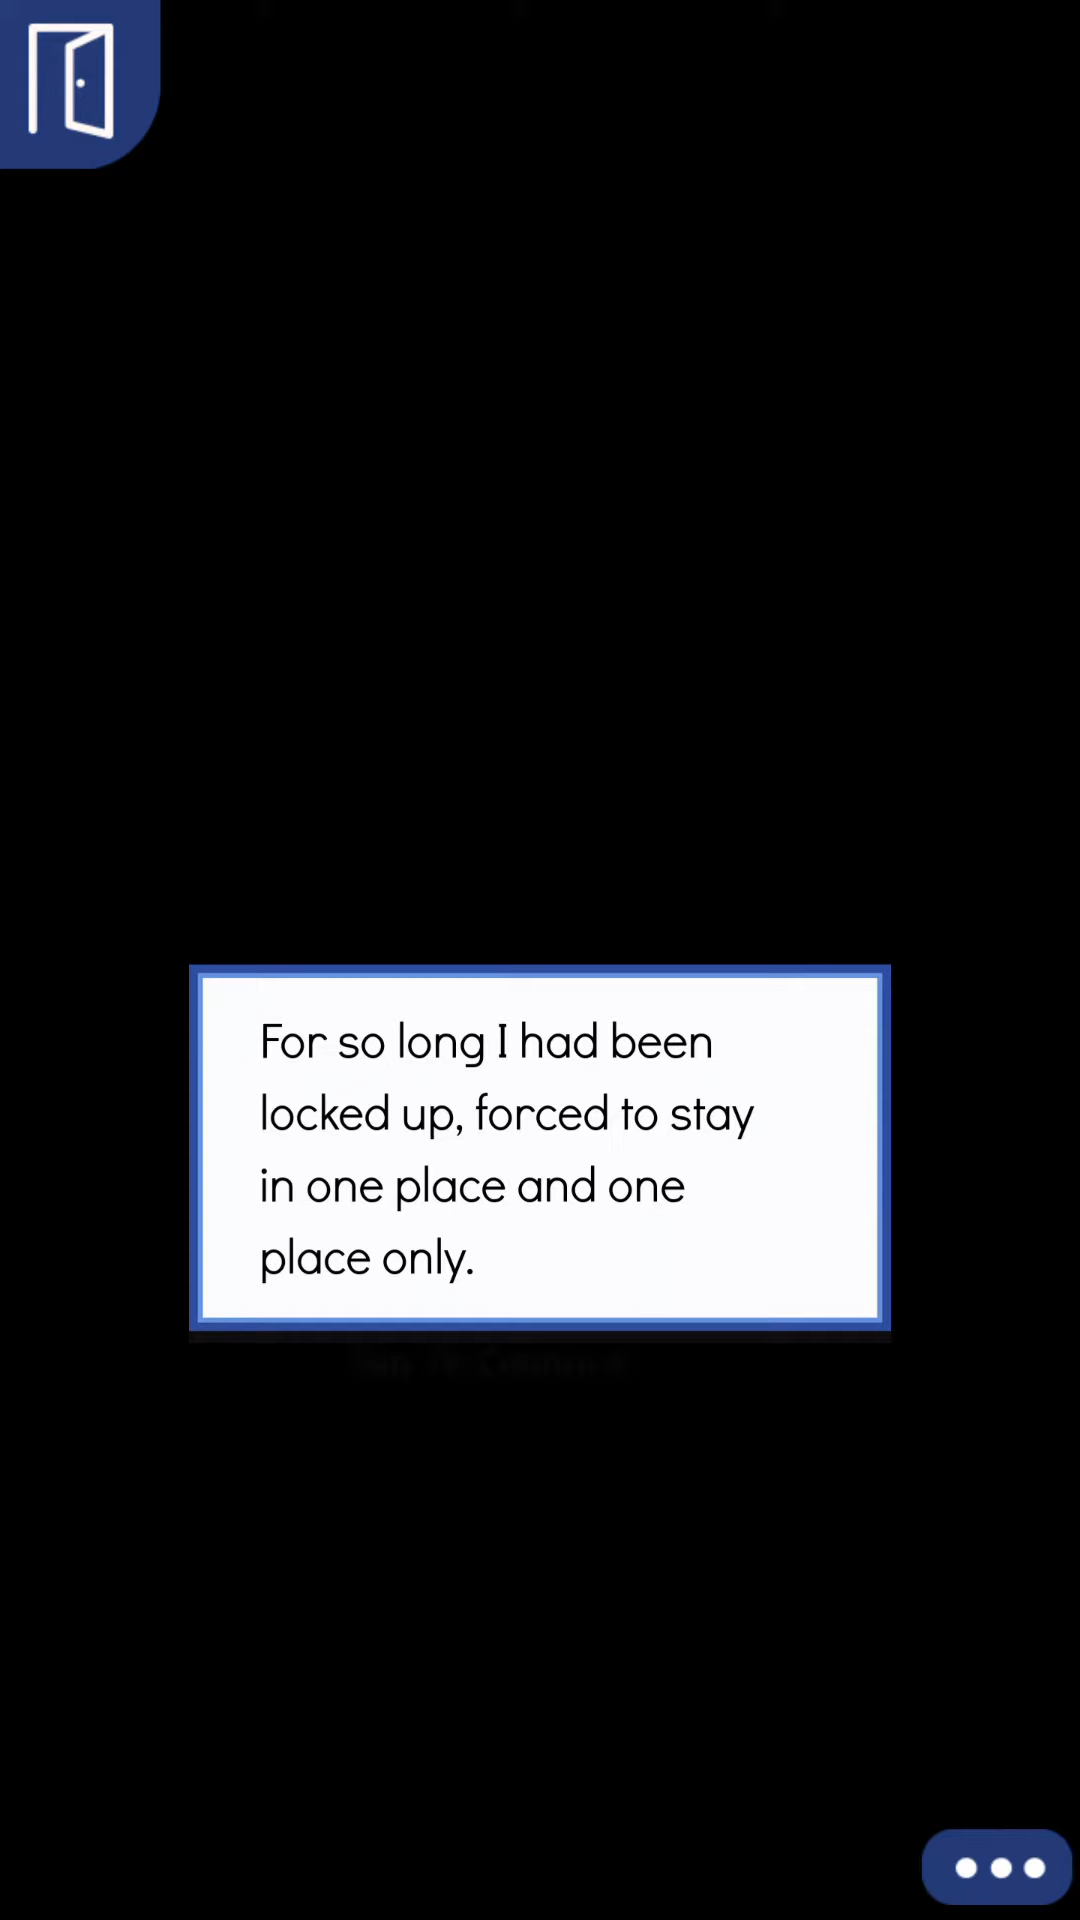 For so long I had been
locked up, forced to stay
in one place and one
place only.